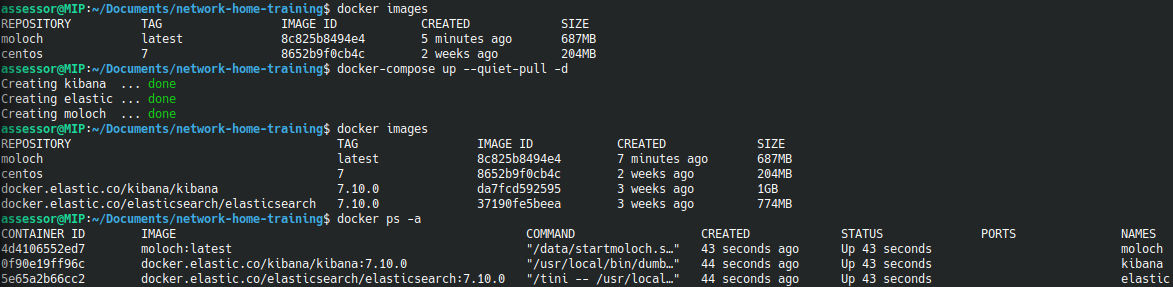 assessor@MIP:~/Documents/network-home-training$ docker images
REPOSITORY TAG IMAGE ID CREATED SIZE
moloch latest 8c825b8494e4 5 minutes ago 687MB
centos 7 8652b9f0cb4c 2 weeks ago 204MB
assessor@MIP:~/Documents/network-home-training$ docker-compose up --quiet-pull -d
Creating kibana ... done
Creating elastic ... done
Creating moloch ... done
assessor@MIP:~/Documents/network-home-training$ docker images
REPOSITORY TAG IMAGE ID CREATED SIZE
moloch latest 8c825b8494e4 7 minutes ago 687MB
centos 7 8652b9f0cb4c 2 weeks ago 204MB
docker.elastic.co/kibana/kibana 7.10.0 da7fcd592595 3 weeks ago 1GB
docker.elastic.co/elasticsearch/elasticsearch 7.10.0 37190fe5beea 3 weeks ago 774MB
assessor@MIP:~/Documents/network-home-training$ docker ps -a
CONTAINER ID IMAGE COMMAND CREATED STATUS PORTS NAMES
4d4106552ed7 moloch:latest "/data/startmoloch.s…" 43 seconds ago Up 43 seconds moloch
0f90e19ff96c docker.elastic.co/kibana/kibana:7.10.0 "/usr/local/bin/dumb…" 44 seconds ago Up 43 seconds kibana
5e65a2b66cc2 docker.elastic.co/elasticsearch/elasticsearch:7.10.0 "/tini -- /usr/local…" 44 seconds ago Up 43 seconds elastic